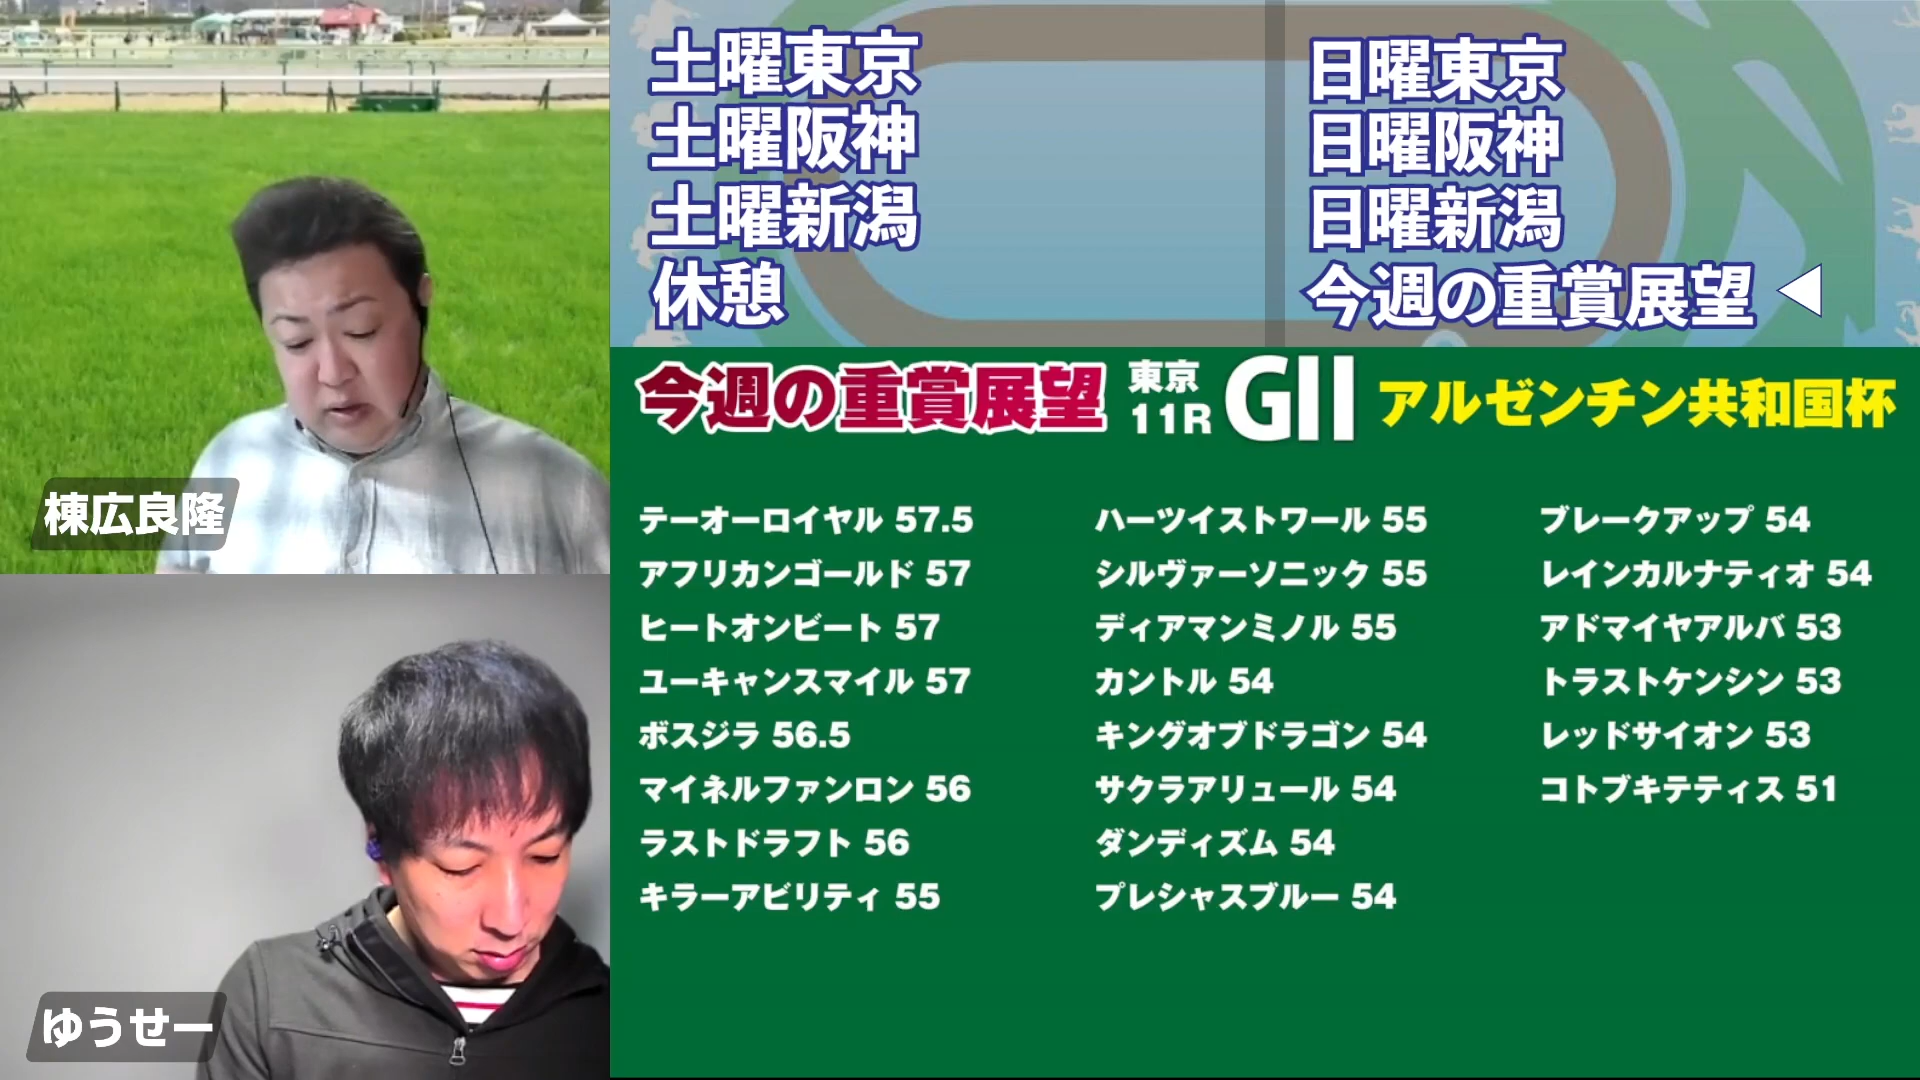 土曜東京
土曜阪神
土曜新潟
休憩
日曜東京
日曜阪神
日曜新潟
今週の重賞展望 ◀
今週の重賞展望 東京 11R GII アルゼンチン共和国杯
テーオーロイヤル 57.5
アフリカンゴールド 57
ヒートオンビート 57
ユーキャンスマイル 57
ボスジラ 56.5
マイネルファンロン 56
ラストドラフト 56
キラーアビリティ 55
ハーツイストワール 55
シルヴァーソニック 55
ディアマンミノル 55
カントル 54
キングオブドラゴン 54
サクラアリュール 54
ダンディズム 54
プレシャスブルー 54
ブレークアップ 54
レインカルナティオ 54
アドマイヤアルバ 53
トラストケンシン 53
レッドサイオン 53
コトブキテティス 51
棟広良隆
ゆうせー